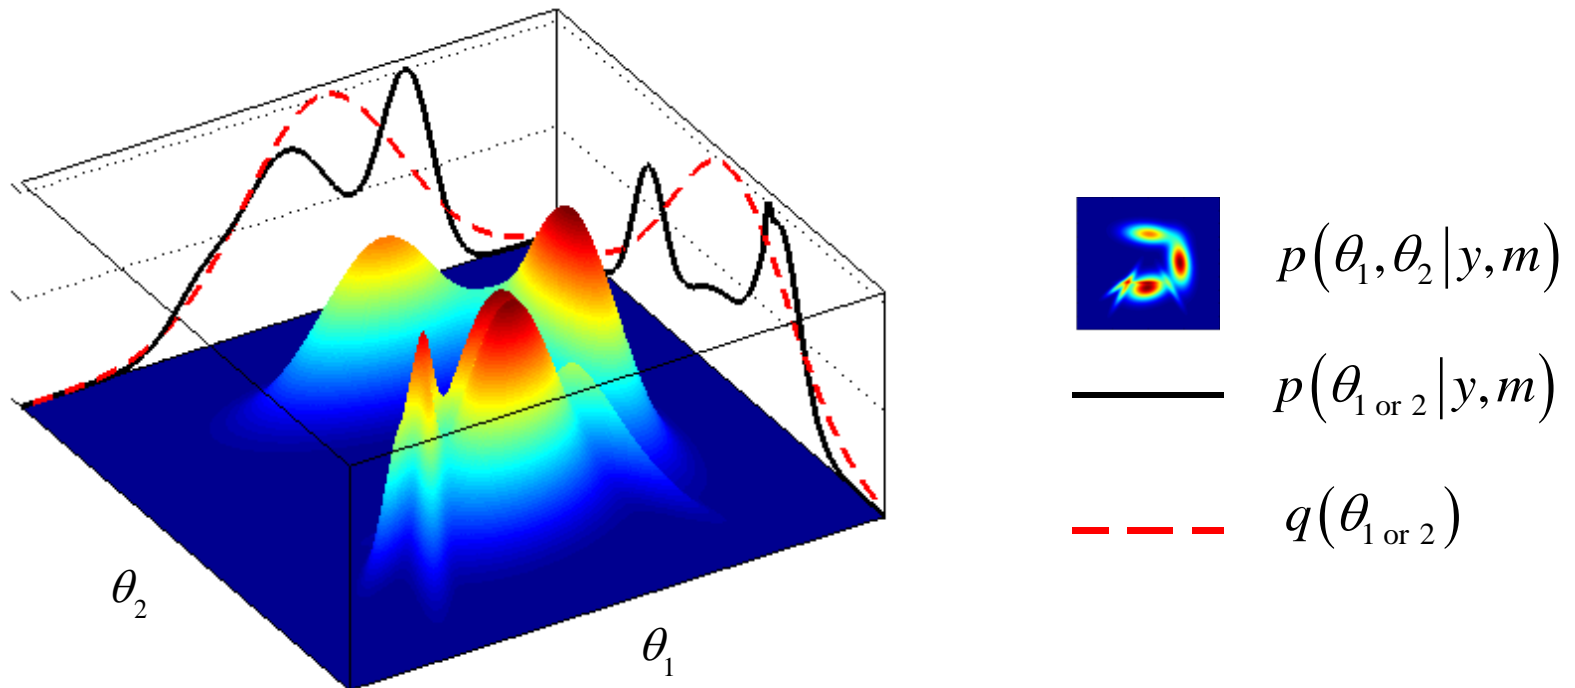 θ₂
θ₁
p(θ₁, θ₂ | y, m)
p(θ₁ or ₂ | y, m)
q(θ₁ or ₂)